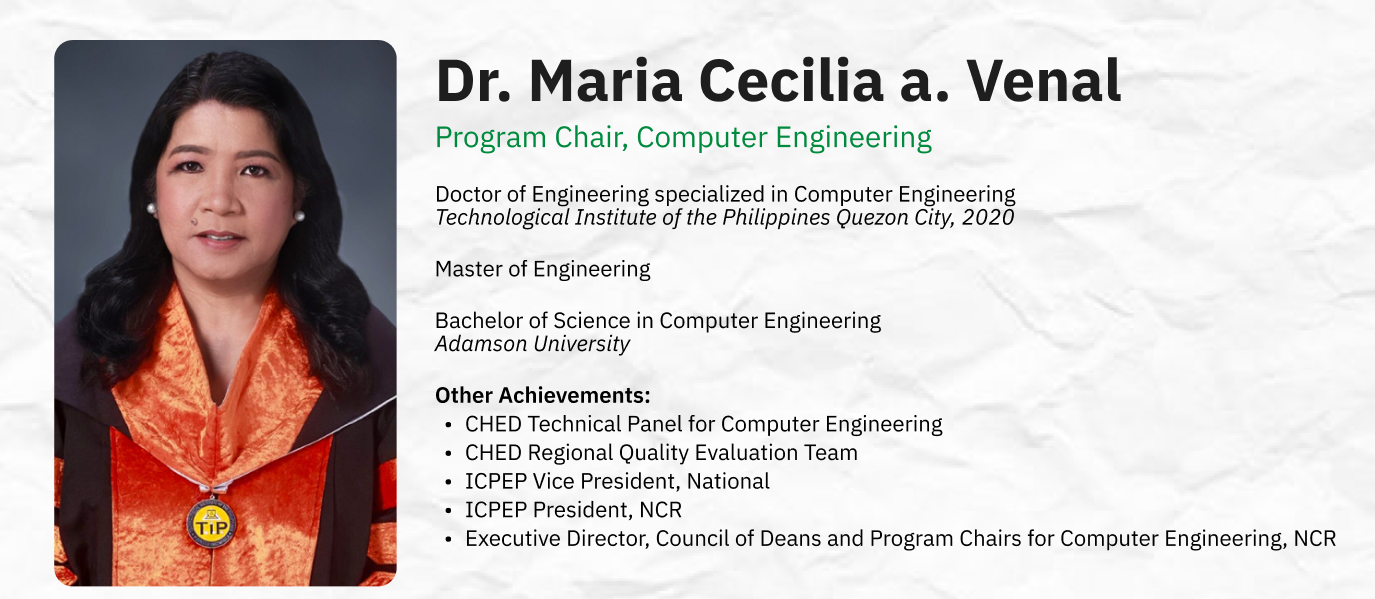 Dr. Maria Cecilia a. Venal
Program Chair, Computer Engineering
Doctor of Engineering specialized in Computer Engineering
Technological Institute of the Philippines Quezon City, 2020
Master of Engineering
Bachelor of Science in Computer Engineering
Adamson University
Other Achievements:
• CHED Technical Panel for Computer Engineering
• CHED Regional Quality Evaluation Team
• ICPEP Vice President, National
• ICPEP President, NCR
• Executive Director, Council of Deans and Program Chairs for Computer Engineering, NCR
TIP